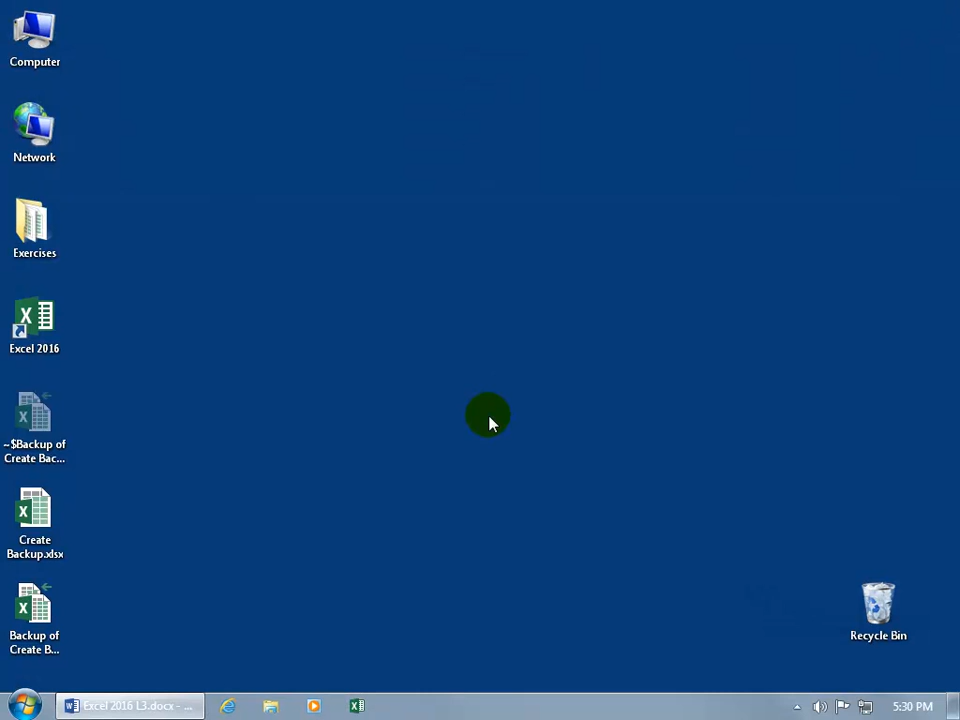 Computer
Network
Exercises
Excel 2016
~$Backup of
Create Bac...
Create
Backup.xlsx
Backup of
Create B...
Recycle Bin
Excel 2016 L3.docx - ...
5:30 PM